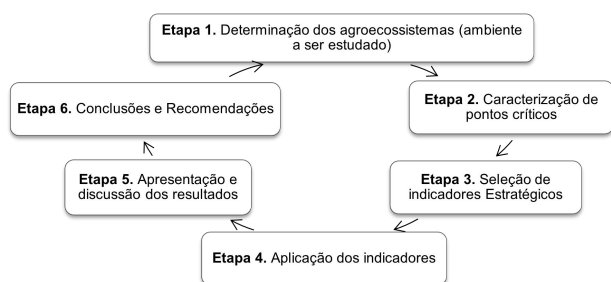 Etapa 1. Determinação dos agroecossistemas (ambiente
a ser estudado)
Etapa 2. Caracterização de
pontos críticos
Etapa 3. Seleção de
indicadores Estratégicos
Etapa 4. Aplicação dos indicadores
Etapa 5. Apresentação e
discussão dos resultados
Etapa 6. Conclusões e Recomendações